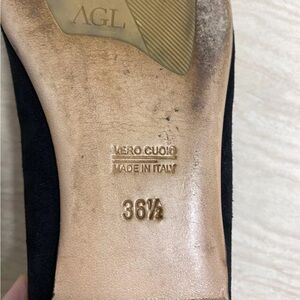 AGL
VERO CUOIO
MADE IN ITALY
36½